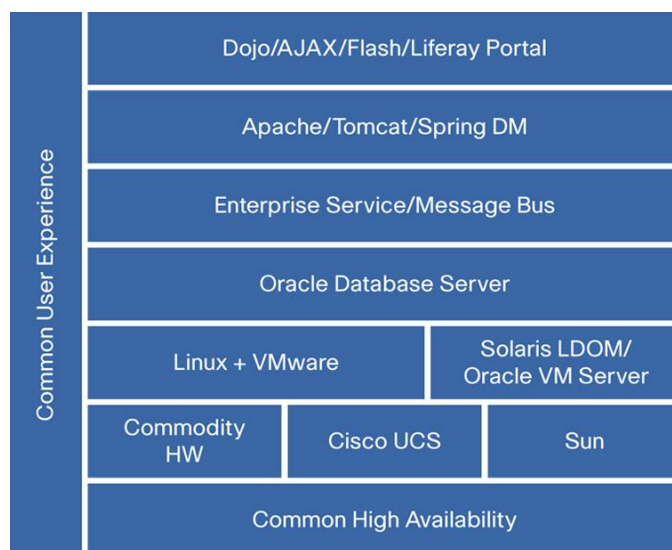 Common User Experience
Dojo/AJAX/Flash/Liferay Portal
Apache/Tomcat/Spring DM
Enterprise Service/Message Bus
Oracle Database Server
Linux + VMware
Solaris LDOM/
Oracle VM Server
Commodity
HW
Cisco UCS
Sun
Common High Availability